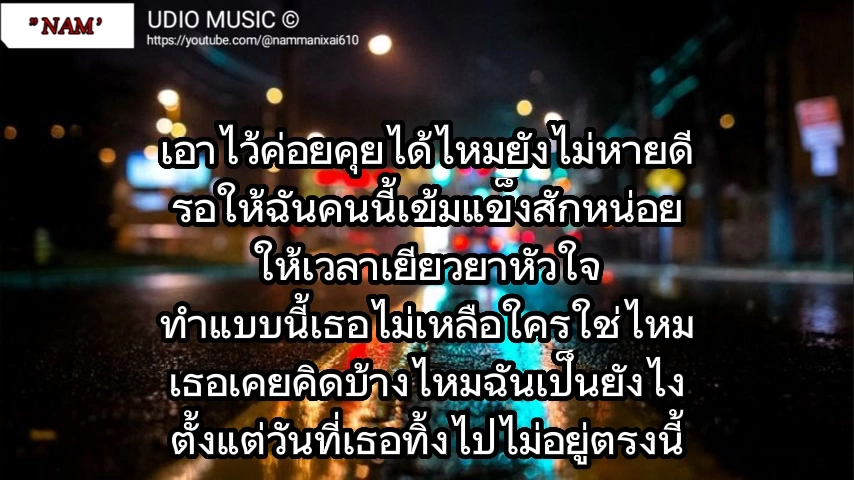 "NAM'
UDIO MUSIC ©
https://youtube.com/@nammanixai610
เอาไว้ค่อยคุยได้ไหมยังไม่หายดี
รอให้ฉันคนนี้เข้มแข็งสักหน่อย
ให้เวลาเยียวยาหัวใจ
ทำแบบนี้เธอไม่เหลือใครใช่ไหม
เธอเคยคิดบ้างไหมฉันเป็นยังไง
ตั้งแต่วันที่เธอทิ้งไปไม่อยู่ตรงนี้